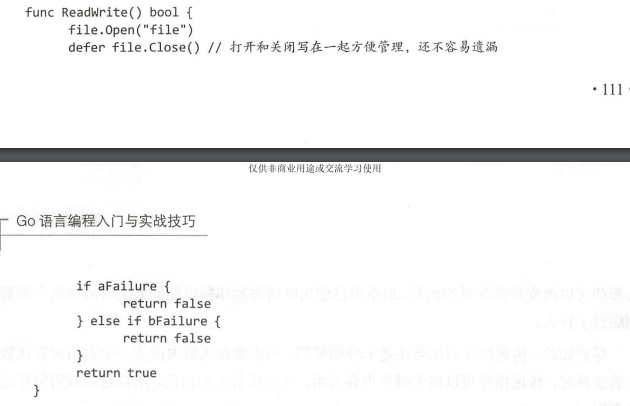 func ReadWrite() bool {
file.Open("file")
defer file.Close() // 打开和关闭写在一起方便管理，还不容易遗漏
·111·
仅供非商业用途或交流学习使用
Go 语言编程入门与实战技巧
if aFailure {
return false
} else if bFailure {
return false
}
return true
}